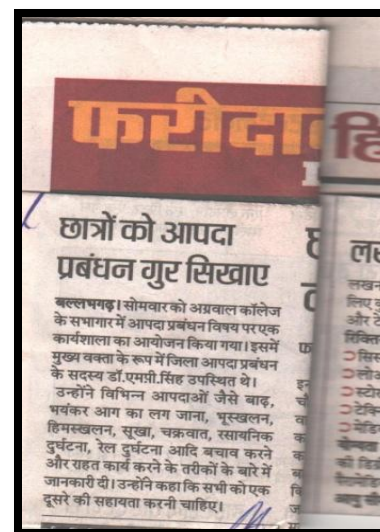 छात्रों को आपदा
प्रबंधन गुर सिखाए
बल्लभगढ़। सोमवार को अग्रवाल कॉलेज
के सभागार में आपदा प्रबंधन विषय पर एक
कार्यशाला का आयोजन किया गया। इसमें
मुख्य वक्ता के रूप में जिला आपदा प्रबंधन
के सदस्य डॉ.एमपी.सिंह उपस्थित थे।
उन्होंने विभिन्न आपदाओं जैसे बाढ़,
भयंकर आग का लग जाना, भूस्खलन,
हिमस्खलन, सूखा, चक्रवात, रसायनिक
दुर्घटना, रेल दुर्घटना आदि बचाव करने
और राहत कार्य करने के तरीकों के बारे में
जानकारी दी। उन्होंने कहा कि सभी को एक
दूसरे की सहायता करनी चाहिए।